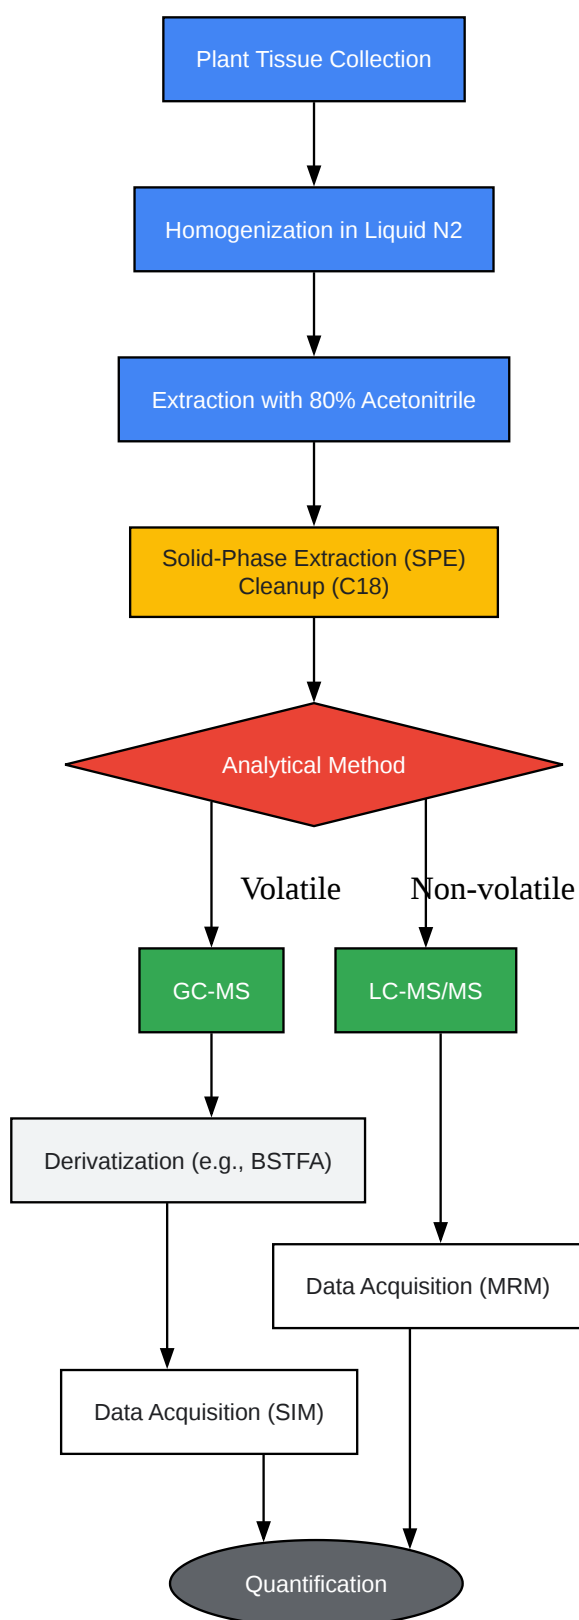 Plant Tissue Collection
Homogenization in Liquid N2
Extraction with 80% Acetonitrile
Solid-Phase Extraction (SPE)
Cleanup (C18)
Analytical Method
Volatile
Non-volatile
GC-MS
LC-MS/MS
Derivatization (e.g., BSTFA)
Data Acquisition (MRM)
Data Acquisition (SIM)
Quantification